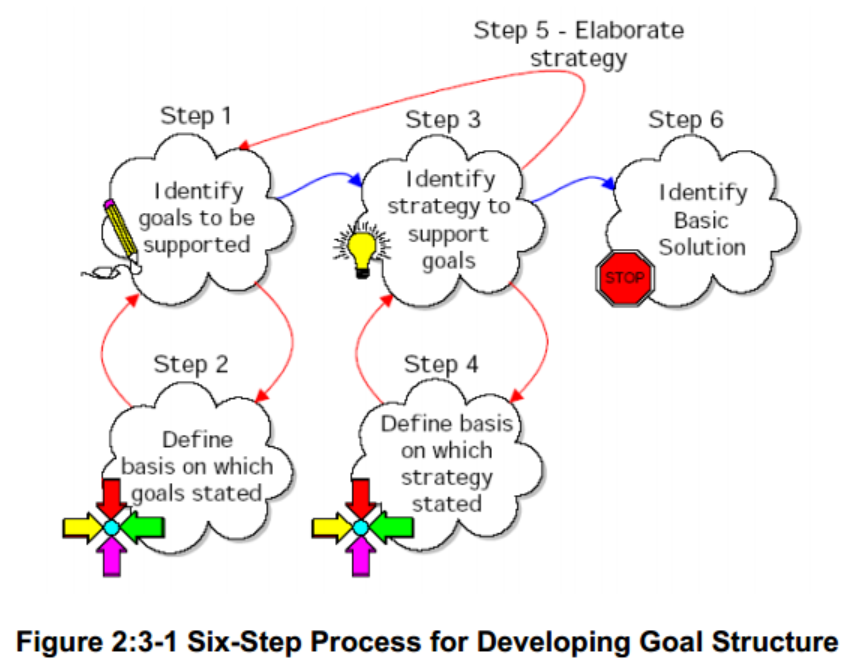 Step 5 - Elaborate
strategy
Step 1
Step 3
Step 6
Identify
goals to be
supported
Identify
strategy to
support
goals
Identify
Basic
Solution
STOP
Step 2
Step 4
Define
basis on which
goals stated
Define basis
on which
strategy
stated
Figure 2:3-1 Six-Step Process for Developing Goal Structure